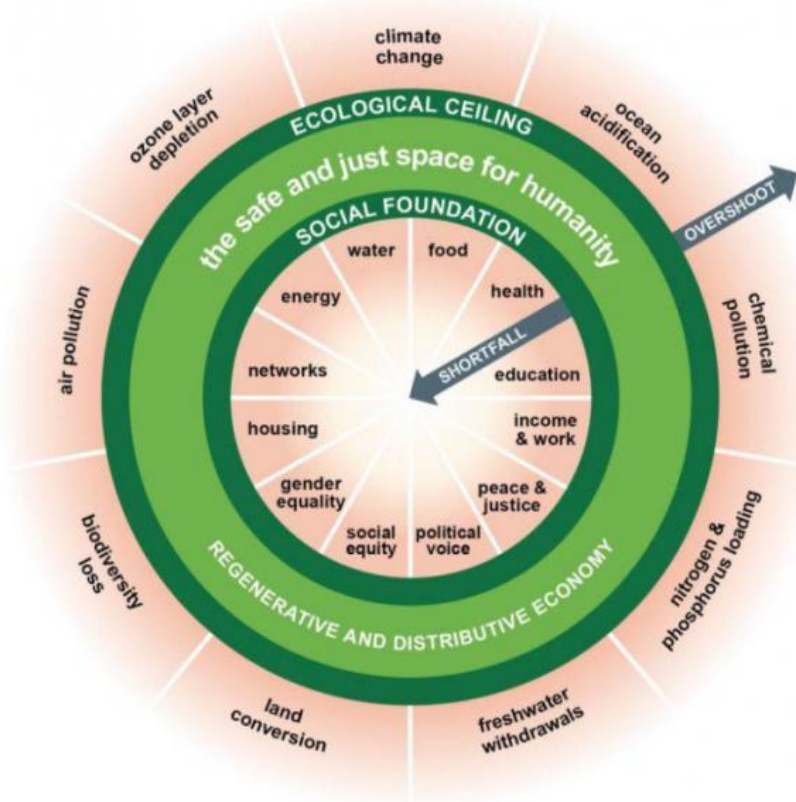 climate
change
ocean
acidification
chemical
pollution
nitrogen &
phosphorus loading
freshwater
withdrawals
land
conversion
biodiversity
loss
air pollution
ozone layer
depletion
OVERSHOOT
ECOLOGICAL CEILING
the safe and just space for humanity
SOCIAL FOUNDATION
water
food
health
SHORTFALL
education
income
& work
peace &
justice
political
voice
social
equity
gender
equality
housing
networks
energy
REGENERATIVE AND DISTRIBUTIVE ECONOMY